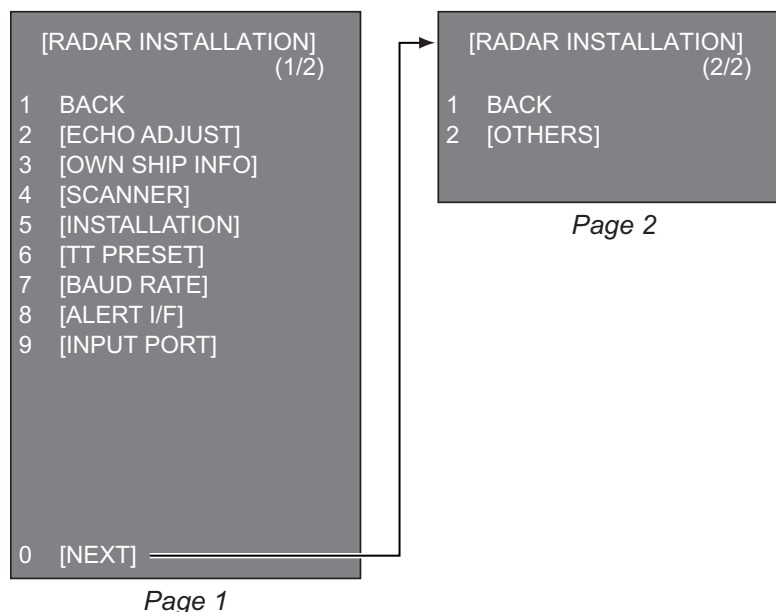 [RADAR INSTALLATION]
(1/2)
1 BACK
2 [ECHO ADJUST]
3 [OWN SHIP INFO]
4 [SCANNER]
5 [INSTALLATION]
6 [TT PRESET]
7 [BAUD RATE]
8 [ALERT I/F]
9 [INPUT PORT]
0 [NEXT]
Page 1
[RADAR INSTALLATION]
(2/2)
1 BACK
2 [OTHERS]
Page 2